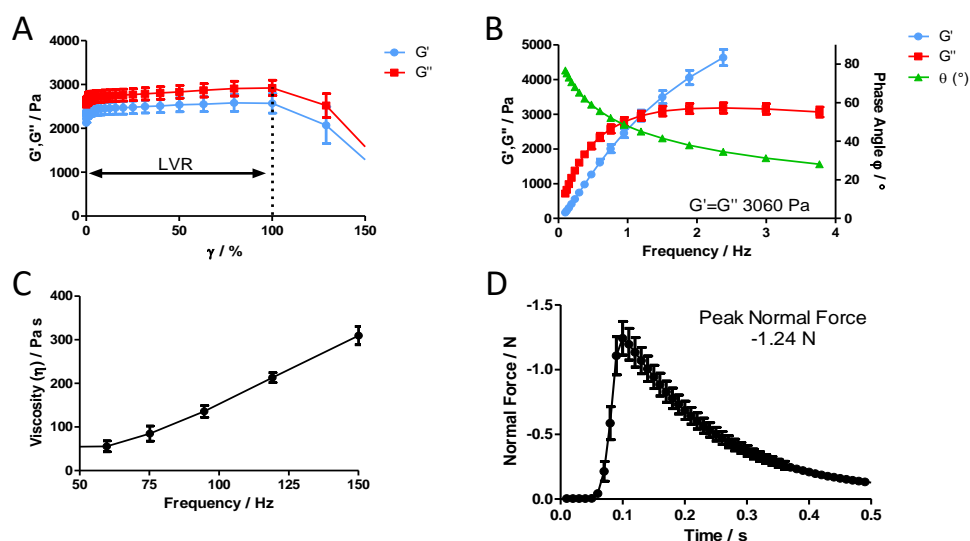 A
G',G'' / Pa
4000
3000
2000
1000
0
0
50
100
150
γ / %
LVR
G'
G''
B
G',G'' / Pa
5000
4000
3000
2000
1000
0
0
1
2
3
4
Frequency / Hz
80
60
40
20
0
Phase Angle φ / °
G'=G'' 3060 Pa
G'
G''
θ (°)
C
Viscosity (η) / Pa s
400
300
200
100
0
50
75
100
125
150
Frequency / Hz
D
Normal Force / N
-1.5
-1.0
-0.5
0.0
0.0
0.1
0.2
0.3
0.4
0.5
Time / s
Peak Normal Force
-1.24 N